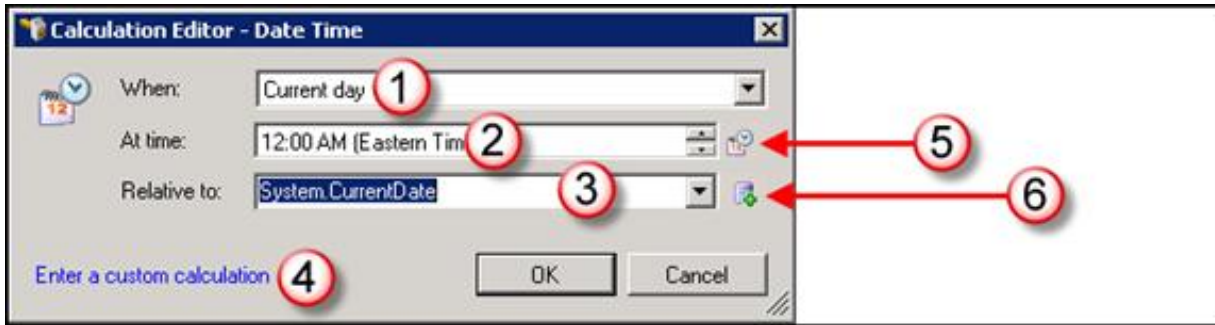 Calculation Editor - Date Time
When: Current day 1
At time: 12:00 AM (Eastern Tim 2 5
Relative to: System.CurrentDate 3 6
Enter a custom calculation 4 OK Cancel